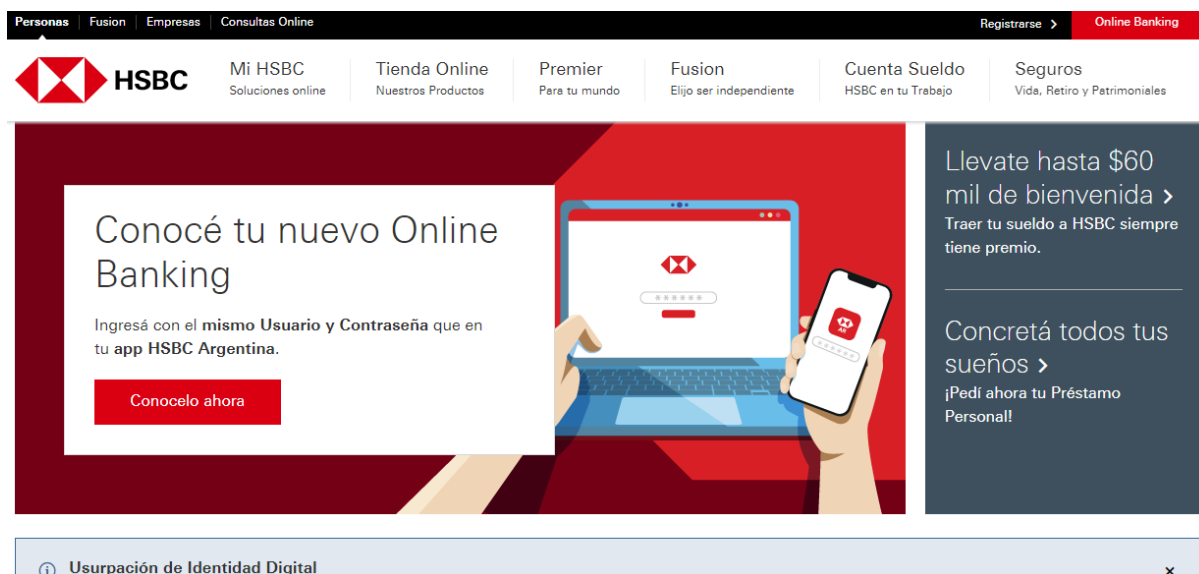 Personas Fusion Empresas Consultas Online Registrarse > Online Banking
HSBC
Mi HSBC
Soluciones online
Tienda Online
Nuestros Productos
Premier
Para tu mundo
Fusion
Elijo ser independiente
Cuenta Sueldo
HSBC en tu Trabajo
Seguros
Vida, Retiro y Patrimoniales
Conocé tu nuevo Online
Banking
Ingresá con el mismo Usuario y Contraseña que en
tu app HSBC Argentina.
Conocelo ahora
******
AR
******
Llevate hasta $60
mil de bienvenida >
Traer tu sueldo a HSBC siempre
tiene premio.
Concretá todos tus
sueños >
¡Pedí ahora tu Préstamo
Personal!
Usurpación de Identidad Digital